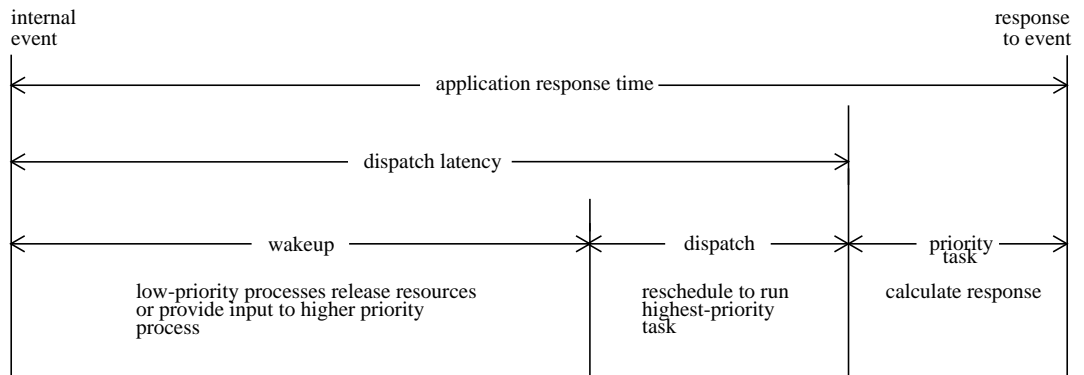 internal
event
response
to event
application response time
dispatch latency
wakeup
dispatch
priority
task
low-priority processes release resources
or provide input to higher priority
process
reschedule to run
highest-priority
task
calculate response